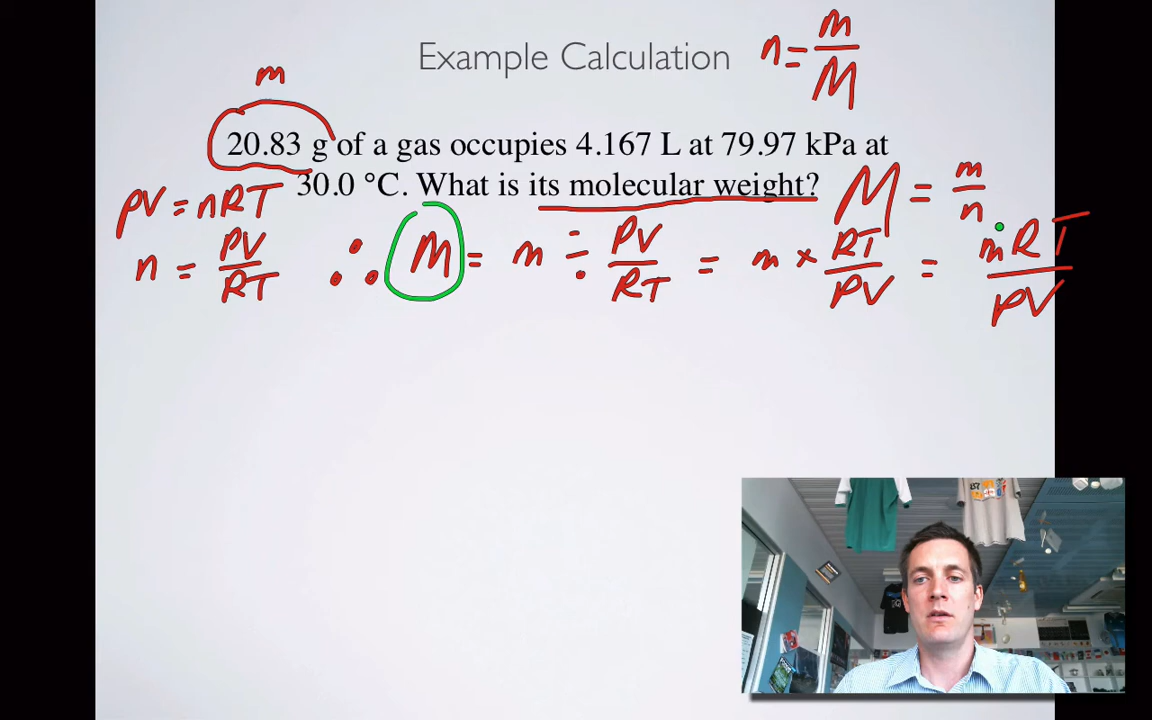 Example Calculation
n = m/M
m
20.83 g of a gas occupies 4.167 L at 79.97 kPa at
30.0 °C. What is its molecular weight?
M = m/n
PV = nRT
n = PV/RT ∴ M = m ÷ PV/RT = m × RT/PV = mRT/PV